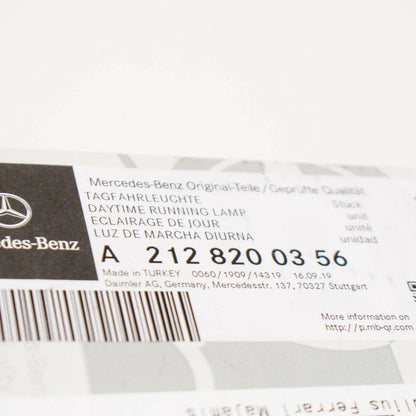 Mercedes-Benz Original-Teile / Geprüfte Qualität
TAGFAHRLEUCHTE Stück
DAYTIME RUNNING LAMP unit
ECLAIRAGE DE JOUR unité
LUZ DE MARCHA DIURNA unidad
edes-Benz
A 212 820 03 56
Made in TURKEY 0060/1909/14319 16.09.19
Daimler AG, Germany, Mercedesstr. 137, 70327 Stuttgart
More information on
http://p.mb-qr.com/